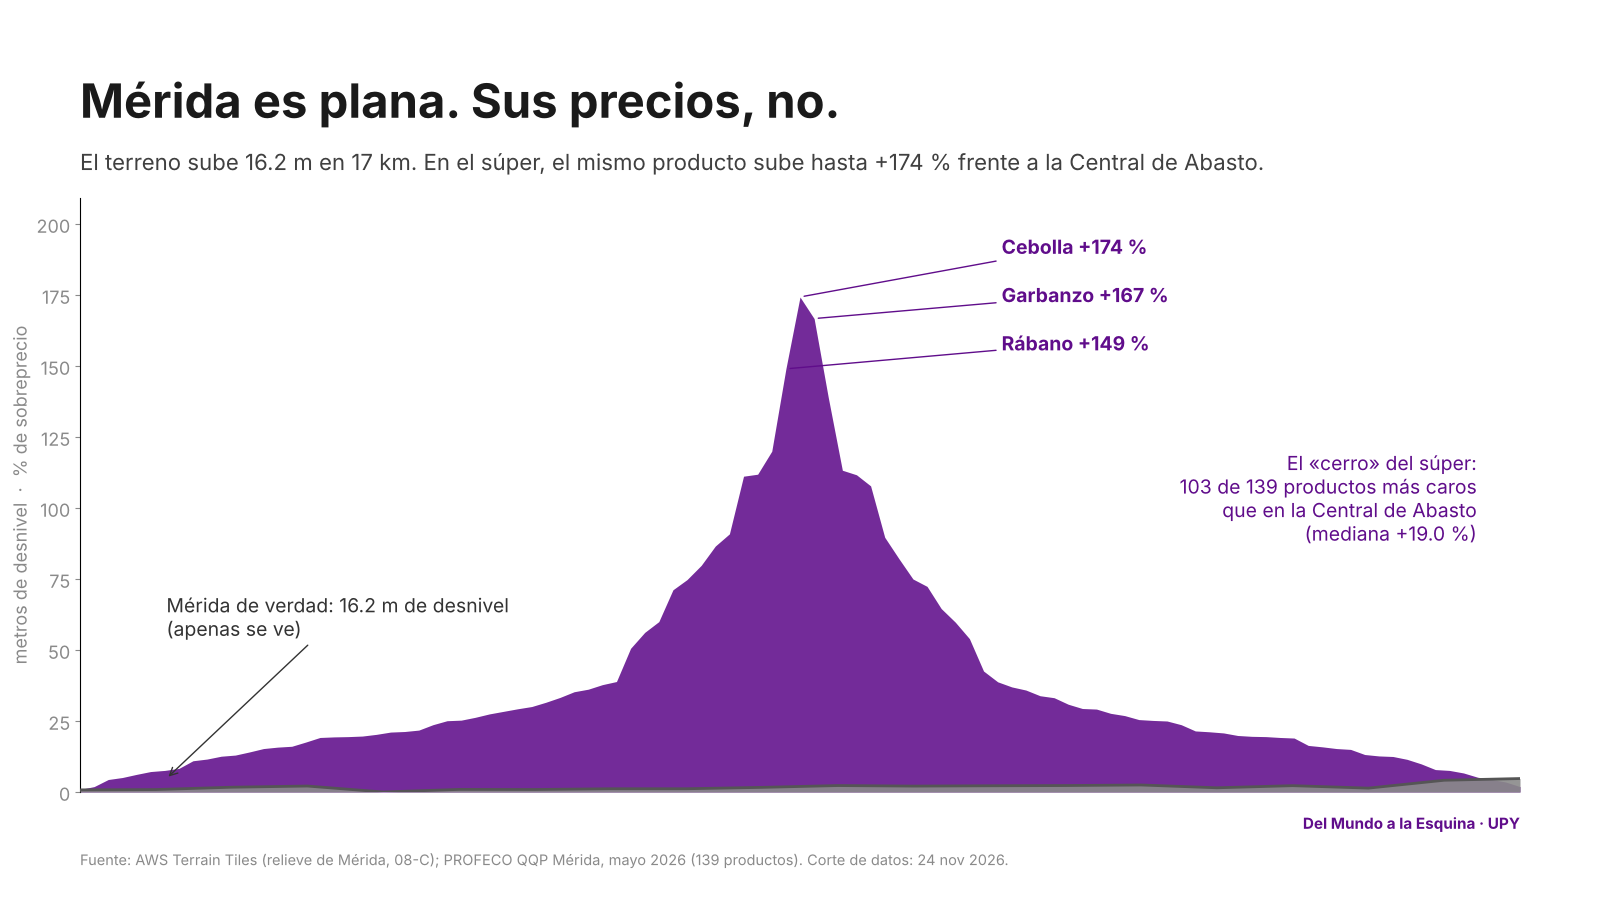 Mérida es plana. Sus precios, no.
El terreno sube 16.2 m en 17 km. En el súper, el mismo producto sube hasta +174 % frente a la Central de Abasto.
metros de desnivel · % de sobreprecio
200
175
150
125
100
75
50
25
0
Cebolla +174 %
Garbanzo +167 %
Rábano +149 %
El «cerro» del súper:
103 de 139 productos más caros
que en la Central de Abasto
(mediana +19.0 %)
Mérida de verdad: 16.2 m de desnivel
(apenas se ve)
Del Mundo a la Esquina · UPY
Fuente: AWS Terrain Tiles (relieve de Mérida, 08-C); PROFECO QQP Mérida, mayo 2026 (139 productos). Corte de datos: 24 nov 2026.